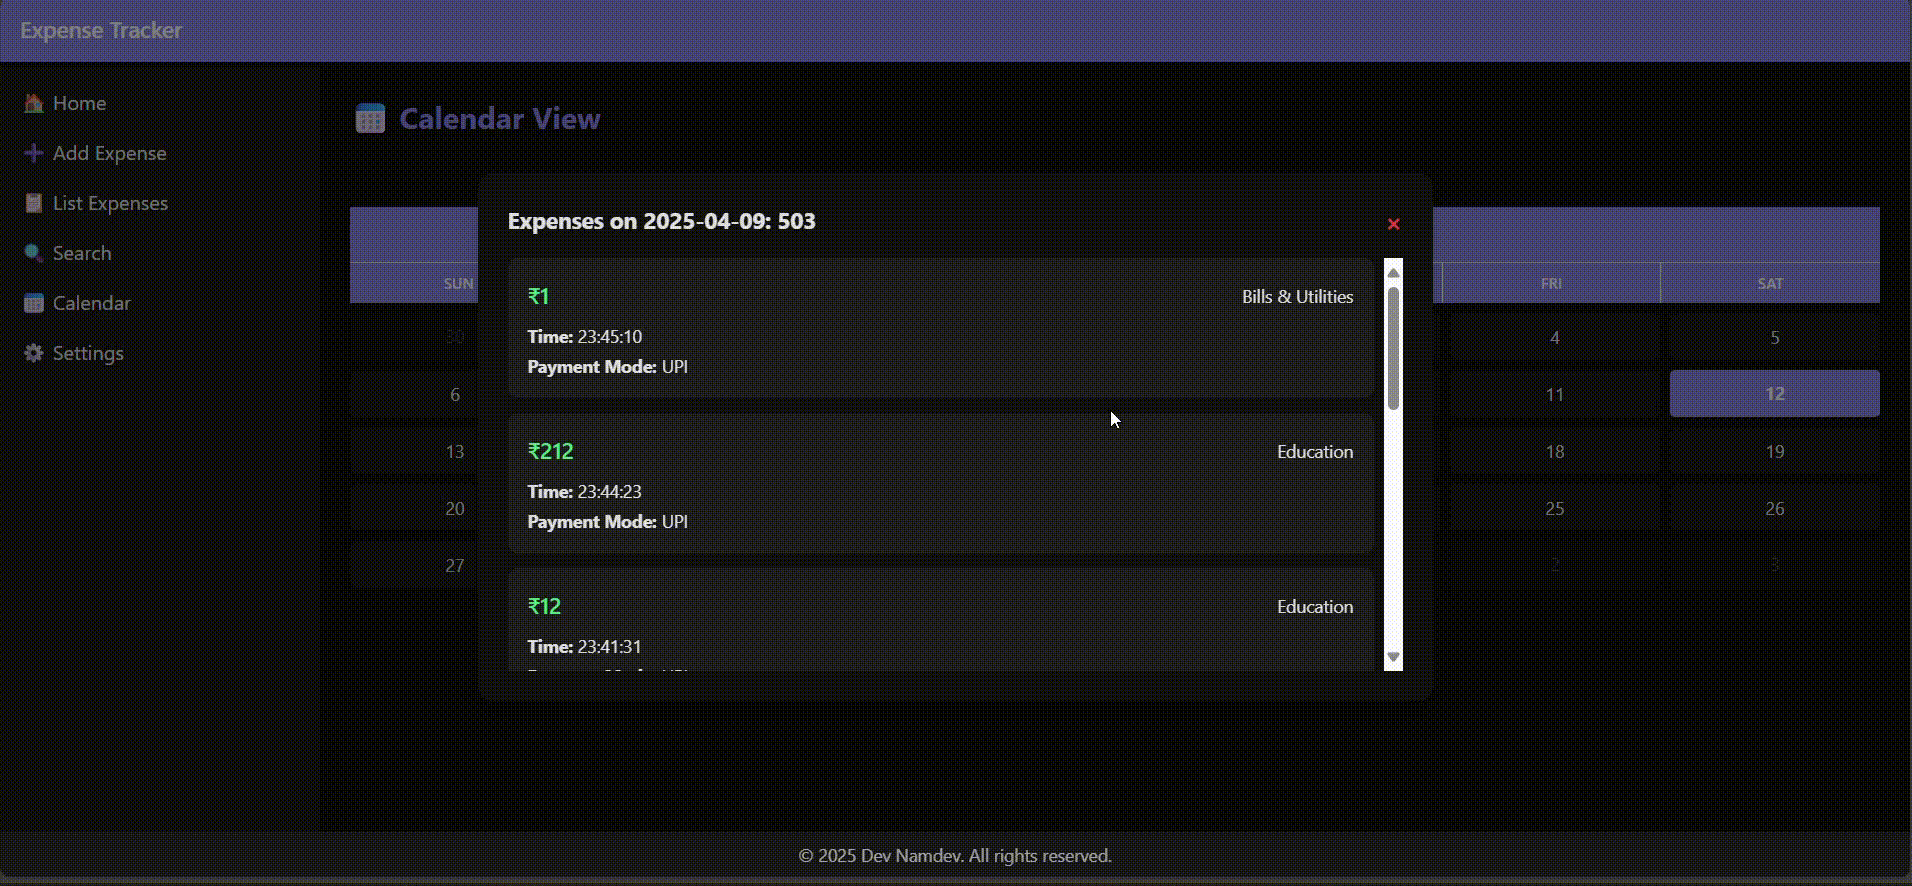 Expense Tracker
Home
Add Expense
List Expenses
Search
Calendar
Settings
Calendar View
SUN
FRI
SAT
30
4
5
6
11
12
13
18
19
20
25
26
27
2
3
Expenses on 2025-04-09: 503
×
₹1
Bills & Utilities
Time: 23:45:10
Payment Mode: UPI
₹212
Education
Time: 23:44:23
Payment Mode: UPI
₹12
Education
Time: 23:41:31
© 2025 Dev Namdev. All rights reserved.